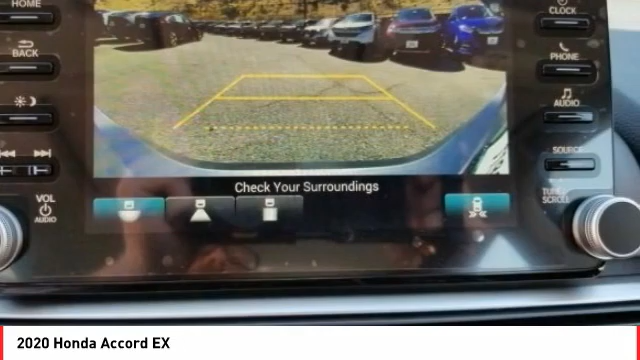 HOME
CLOCK
BACK
PHONE
AUDIO
SOURCE
Check Your Surroundings
VOL
AUDIO
TUNE
SCROLL
2020 Honda Accord EX